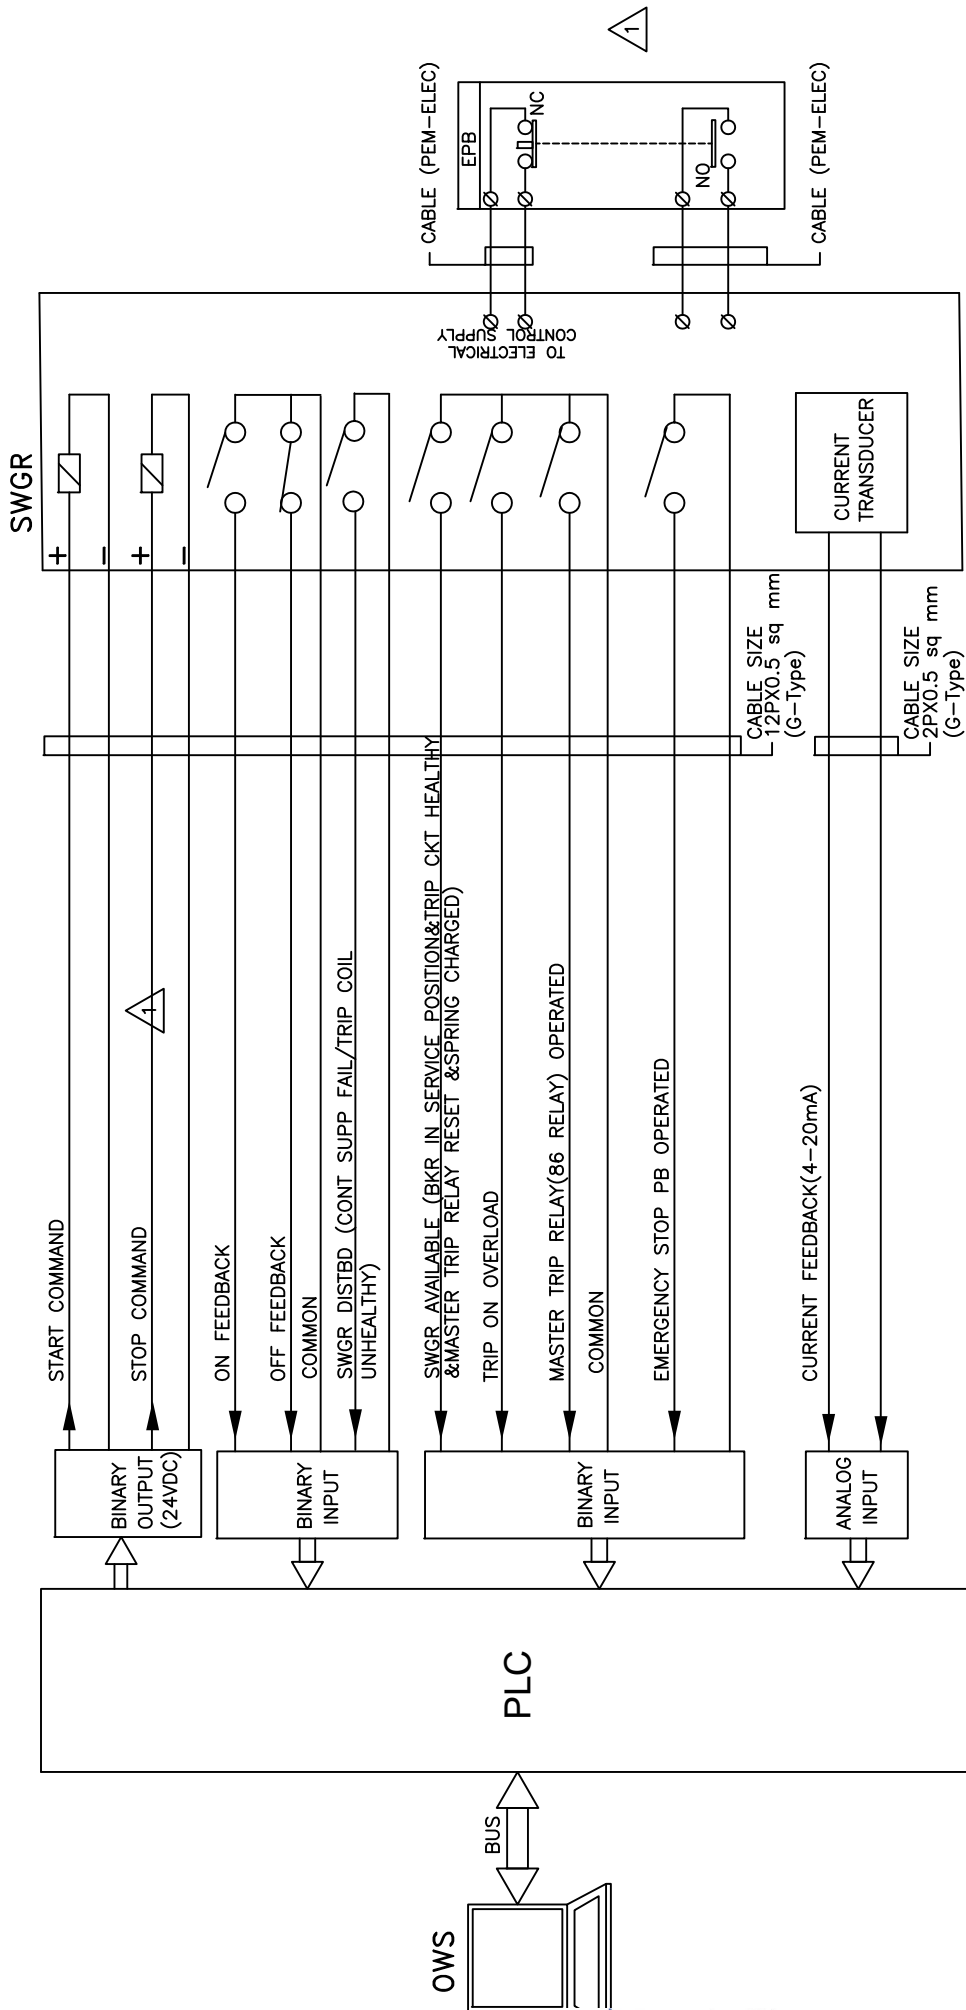 OWS
BUS
PLC
BINARY
OUTPUT
(24VDC)
BINARY
INPUT
BINARY
INPUT
ANALOG
INPUT
START COMMAND
STOP COMMAND
1
ON FEEDBACK
OFF FEEDBACK
COMMON
SWGR DISTBD (CONT SUPP FAIL/TRIP COIL
UNHEALTHY)
SWGR AVAILABLE (BKR IN SERVICE POSITION&TRIP CKT HEALTHY
&MASTER TRIP RELAY RESET &SPRING CHARGED)
TRIP ON OVERLOAD
MASTER TRIP RELAY(86 RELAY) OPERATED
COMMON
EMERGENCY STOP PB OPERATED
CURRENT FEEDBACK(4-20mA)
CABLE SIZE
12PX0.5 sq mm
(G-Type)
CABLE SIZE
2PX0.5 sq mm
(G-Type)
SWGR
+
-
+
-
CURRENT
TRANSDUCER
TO ELECTRICAL
CONTROL SUPPLY
CABLE (PEM-ELEC)
EPB
NC
NO
CABLE (PEM-ELEC)
1